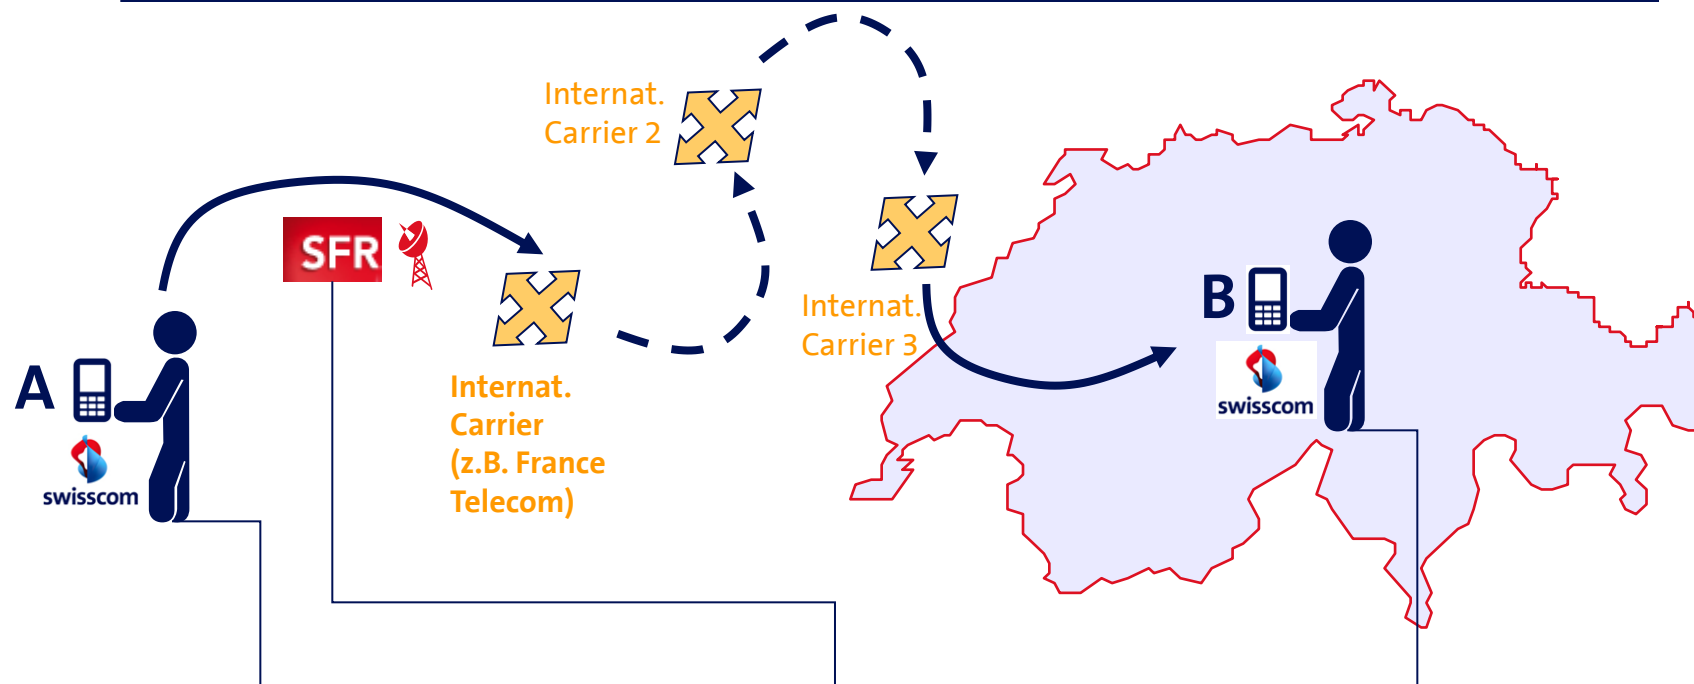 Internat.
Carrier 2
SFR
Internat.
Carrier 3
B
swisscom
A
swisscom
Internat.
Carrier
(z.B. France
Telecom)